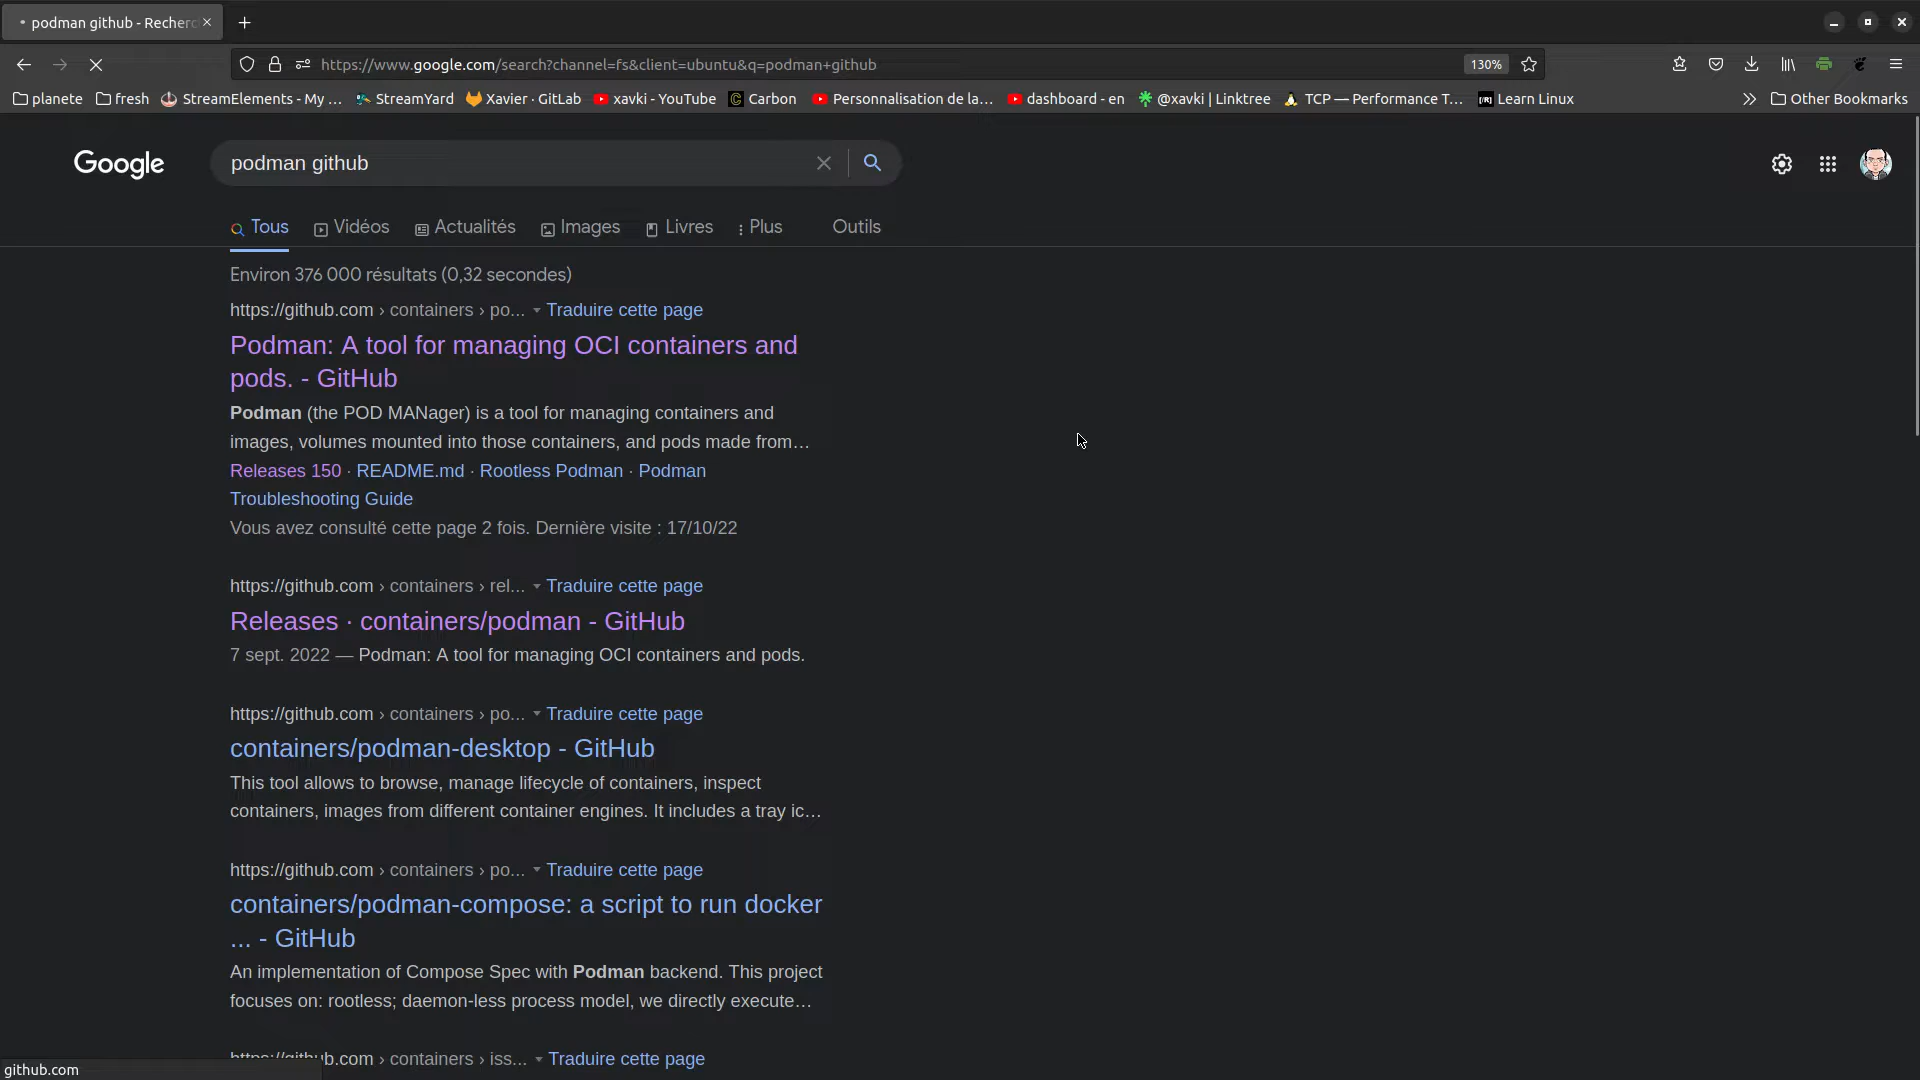 podman github - Recherc
https://www.google.com/search?channel=fs&client=ubuntu&q=podman+github
130%
planete
fresh
StreamElements - My ...
StreamYard
Xavier · GitLab
xavki - YouTube
Carbon
Personnalisation de la...
dashboard - en
@xavki | Linktree
TCP — Performance T...
Learn Linux
Other Bookmarks
Google
podman github
Tous
Vidéos
Actualités
Images
Livres
Plus
Outils
Environ 376 000 résultats (0,32 secondes)
https://github.com › containers › po... Traduire cette page
Podman: A tool for managing OCI containers and
pods. - GitHub
Podman (the POD MANager) is a tool for managing containers and
images, volumes mounted into those containers, and pods made from…
Releases 150 · README.md · Rootless Podman · Podman
Troubleshooting Guide
Vous avez consulté cette page 2 fois. Dernière visite : 17/10/22
https://github.com › containers › rel... Traduire cette page
Releases · containers/podman - GitHub
7 sept. 2022 — Podman: A tool for managing OCI containers and pods.
https://github.com › containers › po... Traduire cette page
containers/podman-desktop - GitHub
This tool allows to browse, manage lifecycle of containers, inspect
containers, images from different container engines. It includes a tray ic…
https://github.com › containers › po... Traduire cette page
containers/podman-compose: a script to run docker
... - GitHub
An implementation of Compose Spec with Podman backend. This project
focuses on: rootless; daemon-less process model, we directly execute…
https://github.com › containers › iss... Traduire cette page
github.com